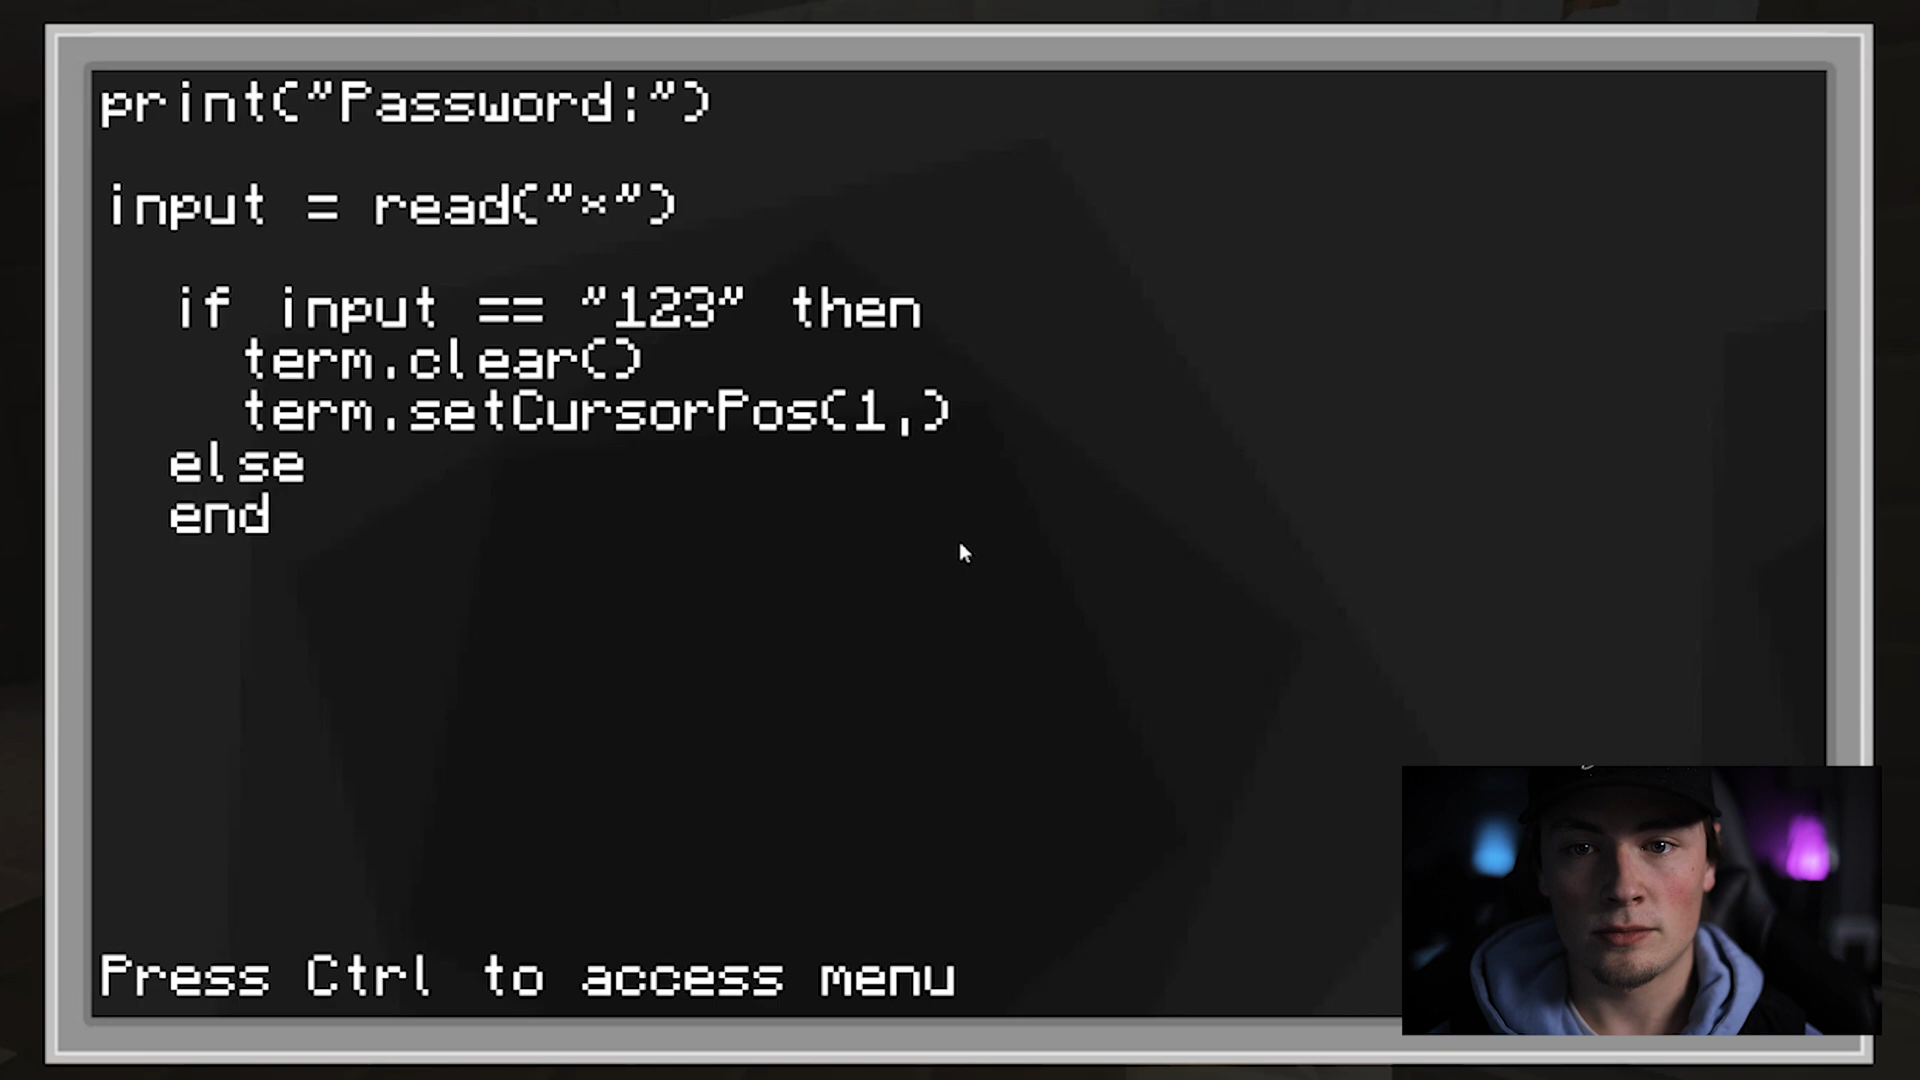 print("Password:")
input = read("*")
if input == "123" then
term.clear()
term.setCursorPos(1,)
else
end
Press Ctrl to access menu